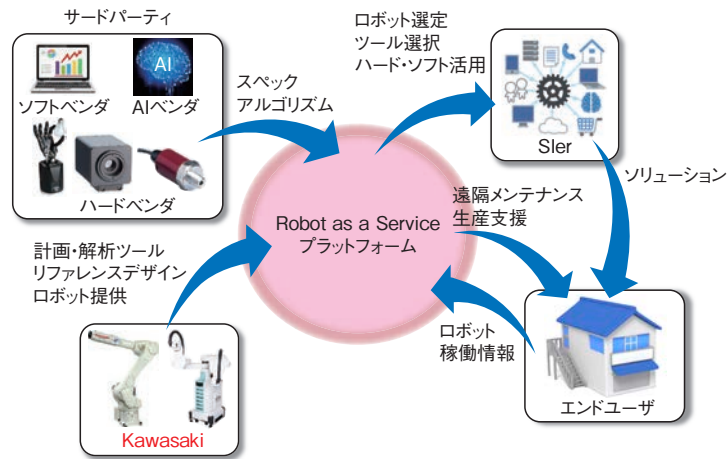 サードパーティ
AI
ソフトベンダ
AIベンダ
ハードベンダ
スペック
アルゴリズム
ロボット選定
ツール選択
ハード・ソフト活用
SIer
ソリューション
Robot as a Service
プラットフォーム
遠隔メンテナンス
生産支援
計画・解析ツール
リファレンスデザイン
ロボット提供
Kawasaki
ロボット
稼働情報
エンドユーザ